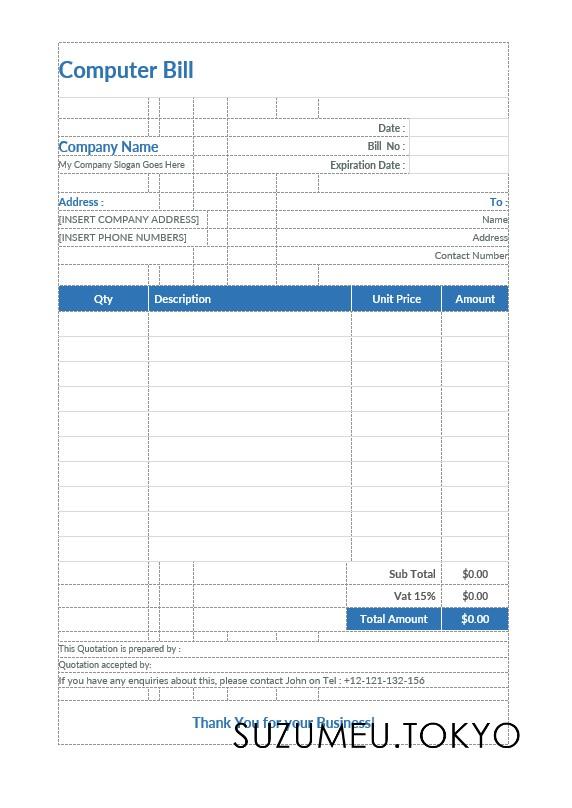 Computer Bill
Date :
Company Name
Bill No :
My Company Slogan Goes Here
Expiration Date :
Address :
To :
[INSERT COMPANY ADDRESS]
Name
[INSERT PHONE NUMBERS]
Address
Contact Number
Qty Description Unit Price Amount
Sub Total $0.00
Vat 15% $0.00
Total Amount $0.00
This Quotation is prepared by :
Quotation accepted by:
If you have any enquiries about this, please contact John on Tel : +12-121-132-156
Thank You for your Business!
SUZUMEU.TOKYO